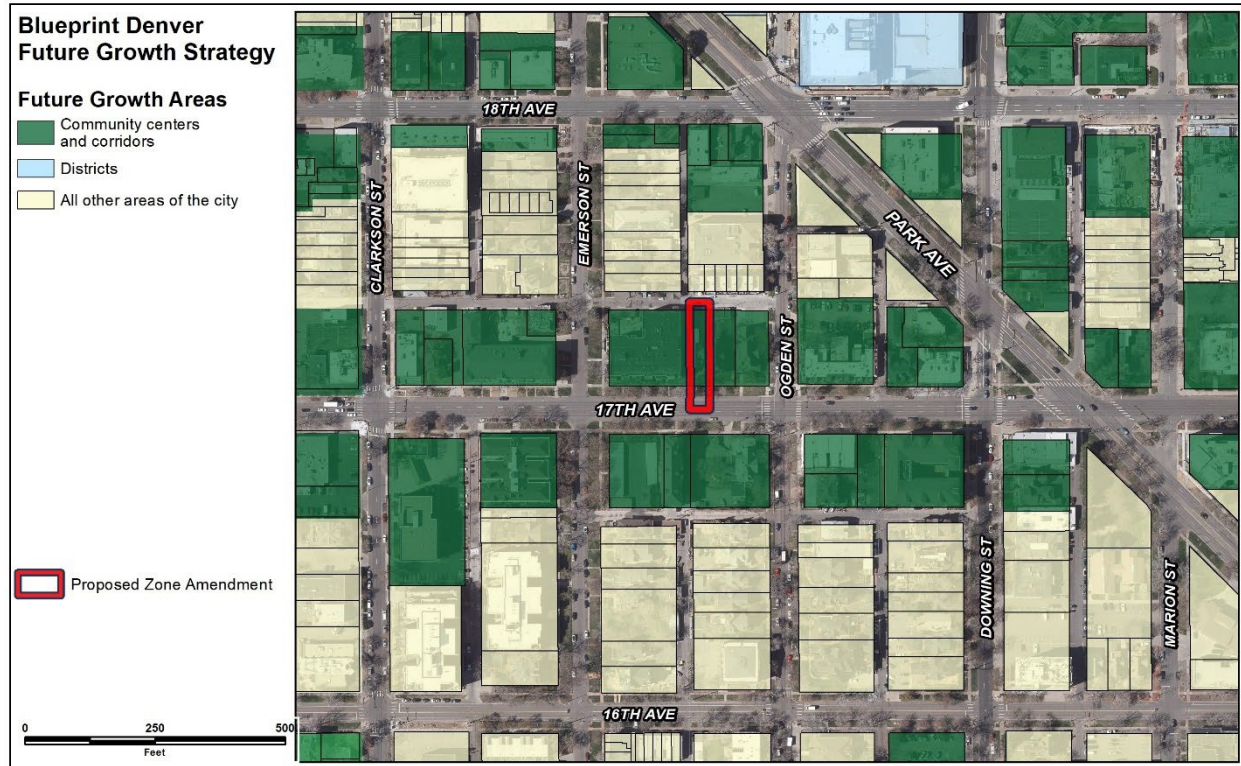 Blueprint Denver
Future Growth Strategy
Future Growth Areas
Community centers
and corridors
Districts
All other areas of the city
Proposed Zone Amendment
0 250 500
Feet
18TH AVE
CLARKSON ST
EMERSON ST
PARK AVE
OGDEN ST
17TH AVE
DOWNING ST
MARION ST
16TH AVE